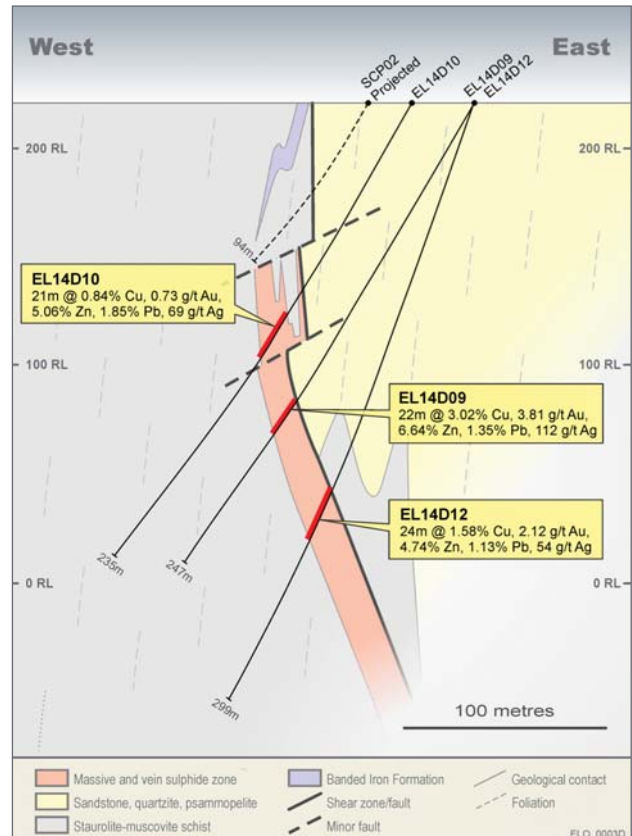 West
East
SCP02
Projected
EL14D10
EL14D09
EL14D12
200 RL
200 RL
94m
EL14D10
21m @ 0.84% Cu, 0.73 g/t Au,
5.06% Zn, 1.85% Pb, 69 g/t Ag
100 RL
100 RL
EL14D09
22m @ 3.02% Cu, 3.81 g/t Au,
6.64% Zn, 1.35% Pb, 112 g/t Ag
EL14D12
24m @ 1.58% Cu, 2.12 g/t Au,
4.74% Zn, 1.13% Pb, 54 g/t Ag
235m
247m
0 RL
0 RL
299m
100 metres
Massive and vein sulphide zone
Banded Iron Formation
Geological contact
Sandstone, quartzite, psammopelite
Shear zone/fault
Foliation
Staurolite-muscovite schist
Minor fault